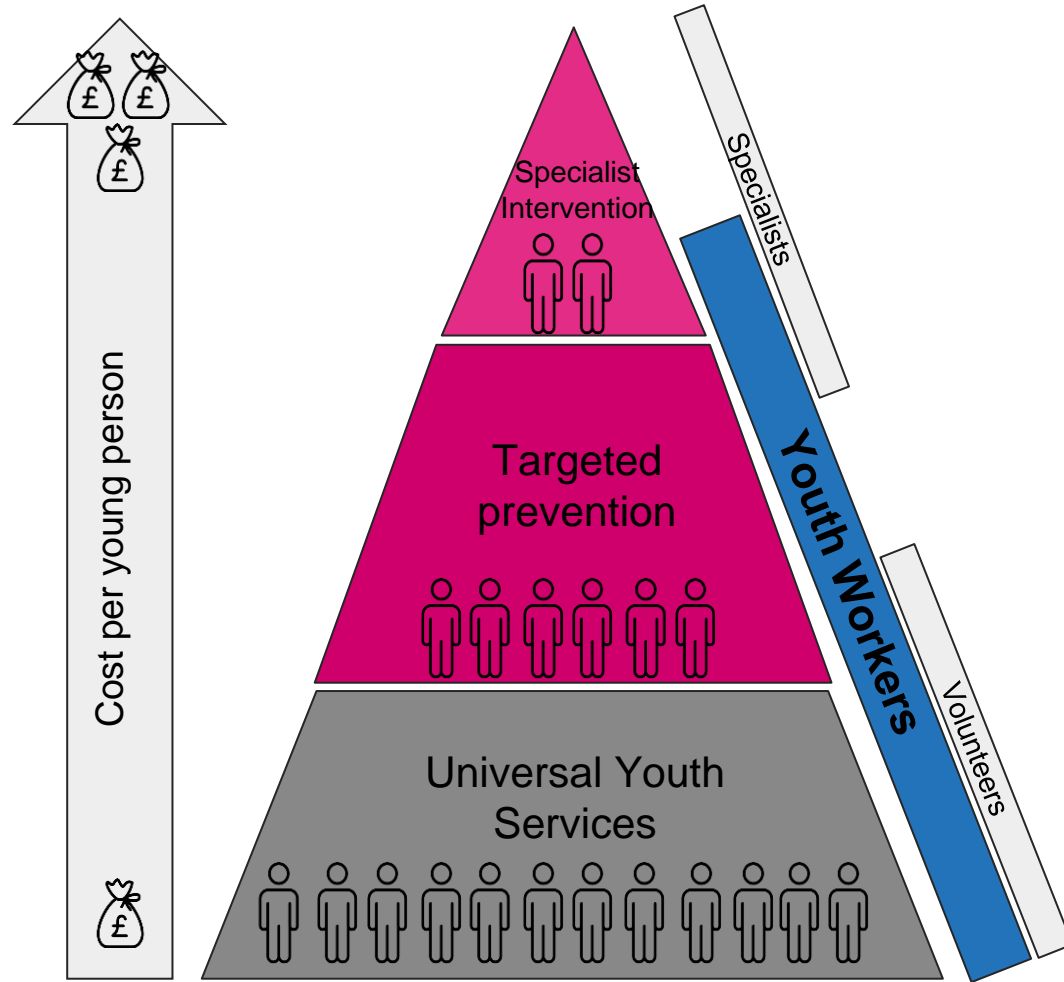 £ £
£
Cost per young person
£
Specialist
Intervention
Targeted
prevention
Universal Youth
Services
Specialists
Youth Workers
Volunteers